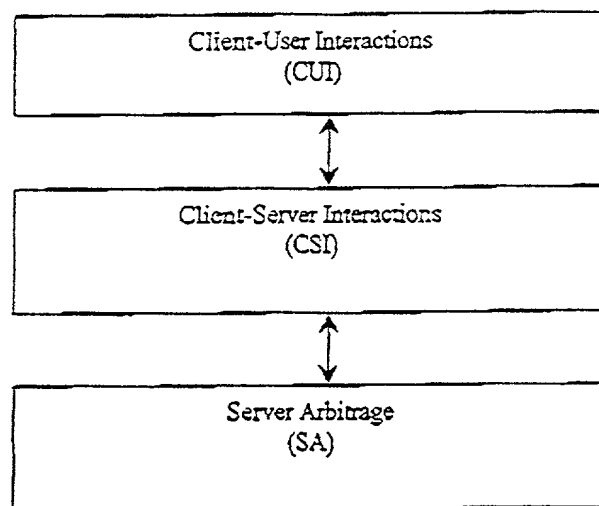 Client-User Interactions
(CUI)
Client-Server Interactions
(CSI)
Server Arbitrage
(SA)